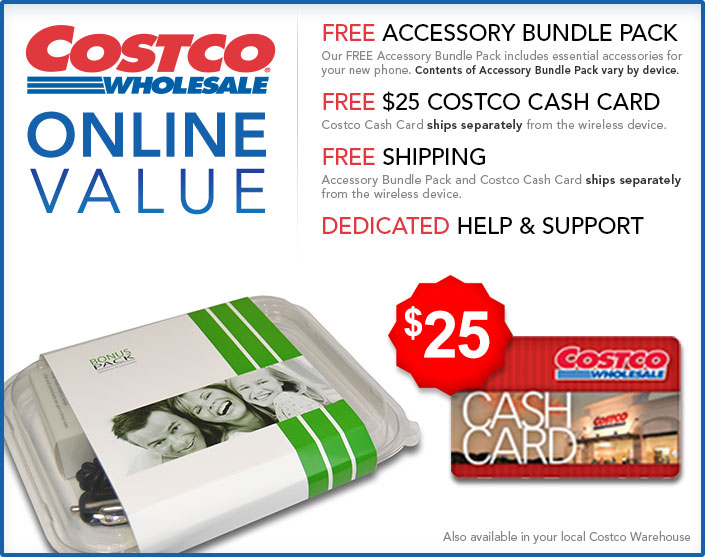 COSTCO
WHOLESALE
ONLINE
VALUE
FREE ACCESSORY BUNDLE PACK
Our FREE Accessory Bundle Pack includes essential accessories for
your new phone. Contents of Accessory Bundle Pack vary by device.
FREE $25 COSTCO CASH CARD
Costco Cash Card ships separately from the wireless device.
FREE SHIPPING
Accessory Bundle Pack and Costco Cash Card ships separately
from the wireless device.
DEDICATED HELP & SUPPORT
BONUS
PACK
$25
COSTCO
WHOLESALE
CASH
CARD
COSTCO
Also available in your local Costco Warehouse